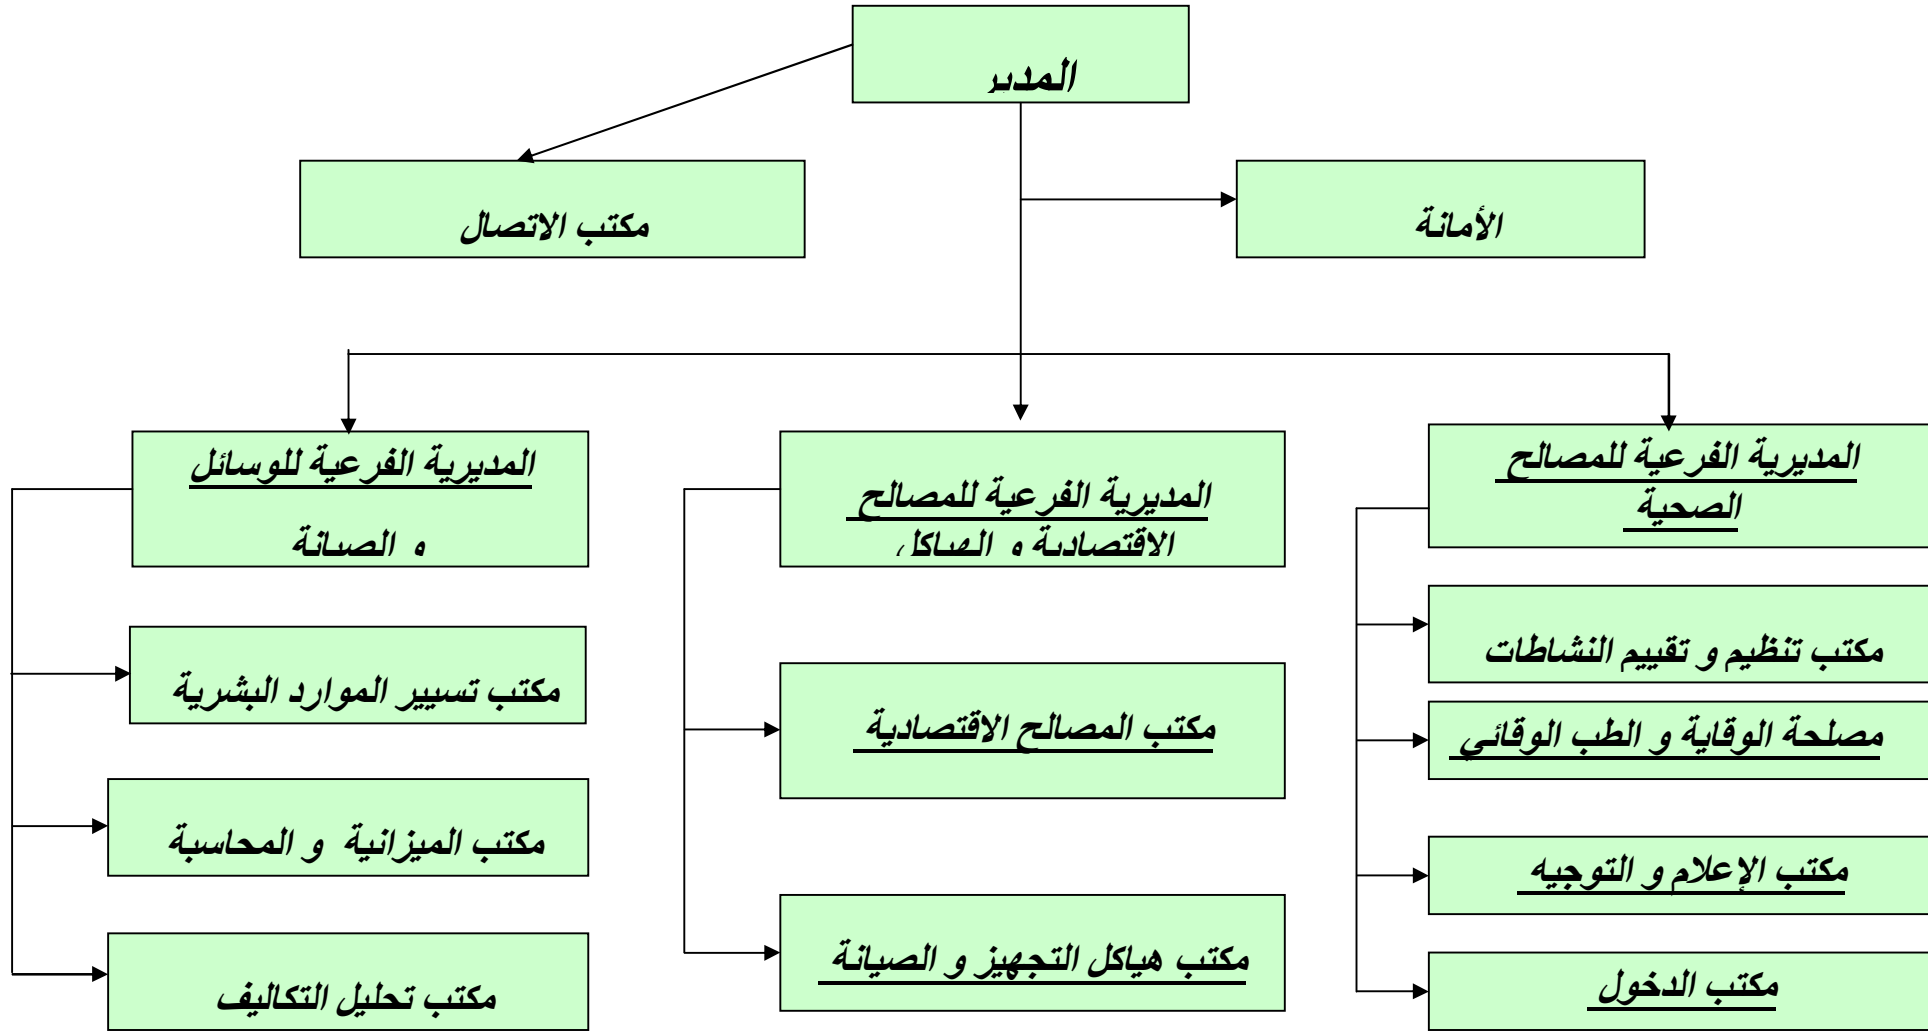 المدير
مكتب الاتصال
الأمانة
المديرية الفرعية للمصالح
الصحية
المديرية الفرعية للمصالح
الاقتصادية و الهياكل
المديرية الفرعية للوسائل
و الصيانة
مكتب تنظيم و تقييم النشاطات
مصلحة الوقاية و الطب الوقائي
مكتب الإعلام و التوجيه
مكتب الدخول
مكتب المصالح الاقتصادية
مكتب هياكل التجهيز و الصيانة
مكتب تسيير الموارد البشرية
مكتب الميزانية و المحاسبة
مكتب تحليل التكاليف